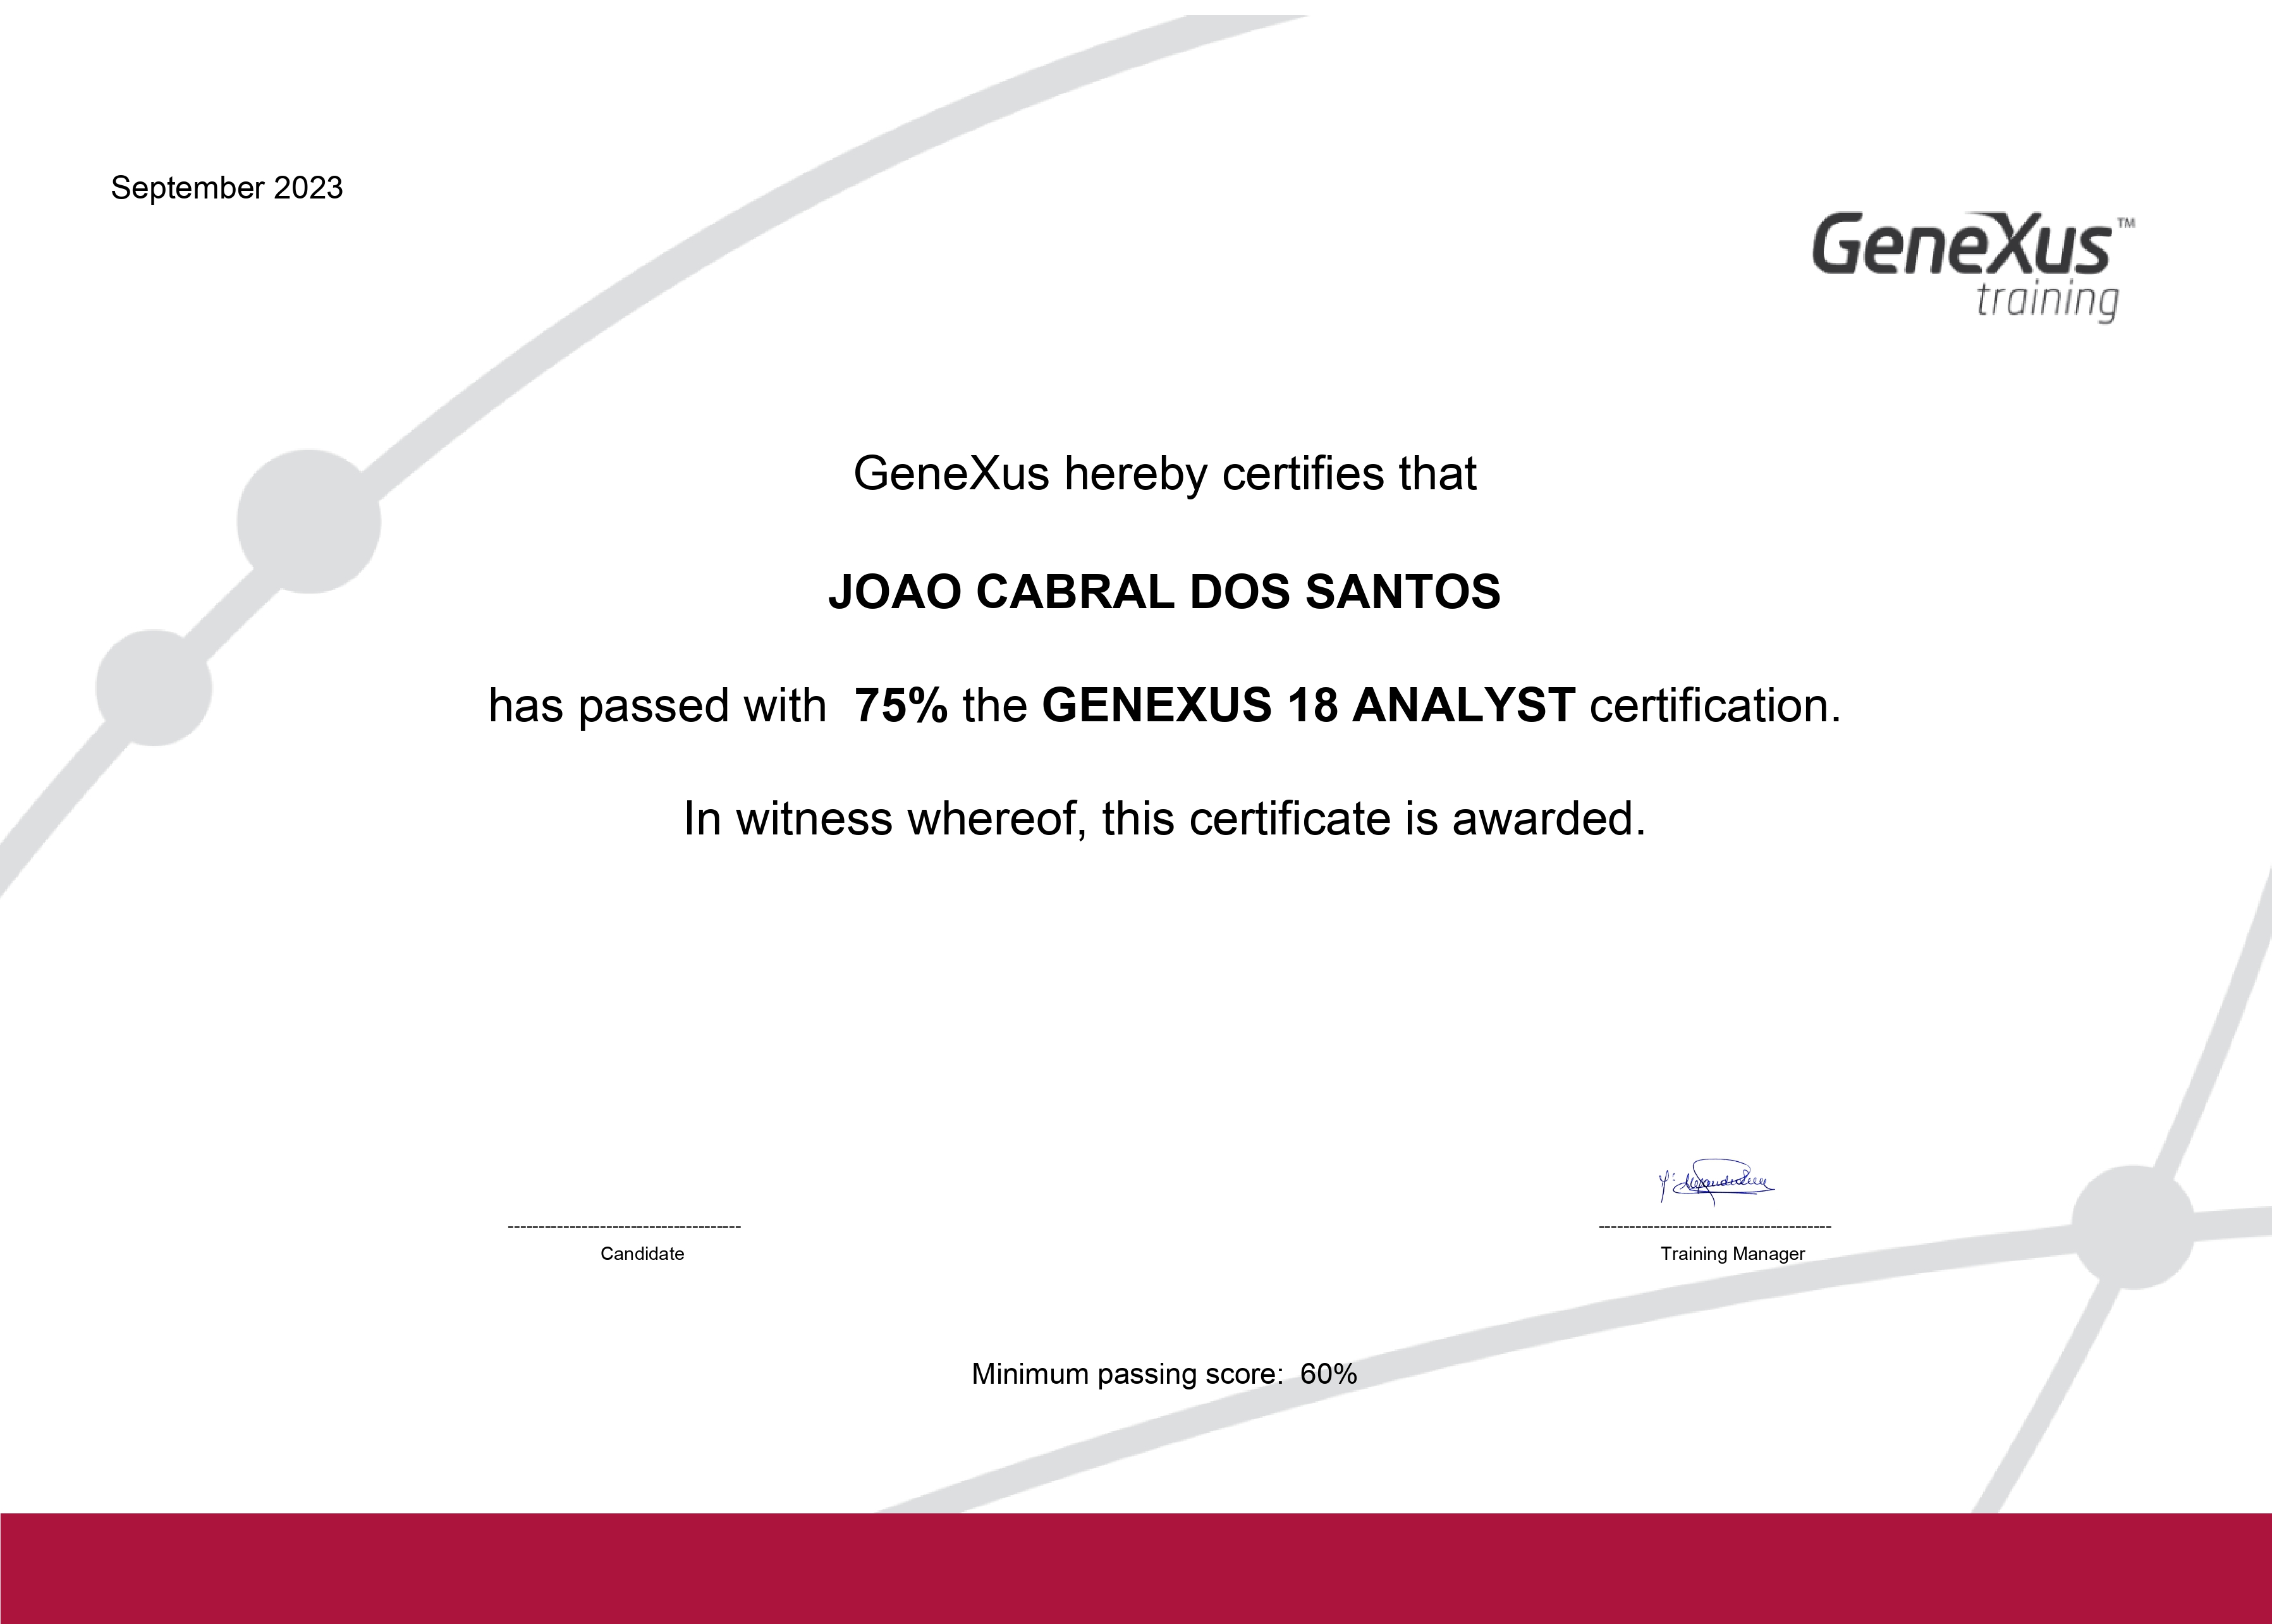 September 2023
GeneXus™
training
GeneXus hereby certifies that
JOAO CABRAL DOS SANTOS
has passed with 75% the GENEXUS 18 ANALYST certification.
In witness whereof, this certificate is awarded.
Candidate
Training Manager
Minimum passing score: 60%